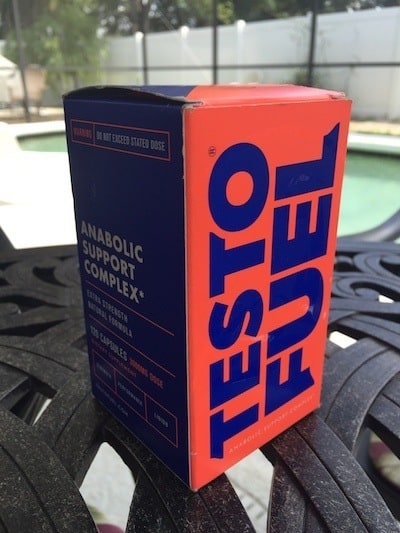 WARNING DO NOT EXCEED STATED DOSE
ANABOLIC
SUPPORT
COMPLEX*
EXTRA STRENGTH
NATURAL FORMULA
120 CAPSULES
TESTO®
FUEL
ANABOLIC SUPPORT COMPLEX*